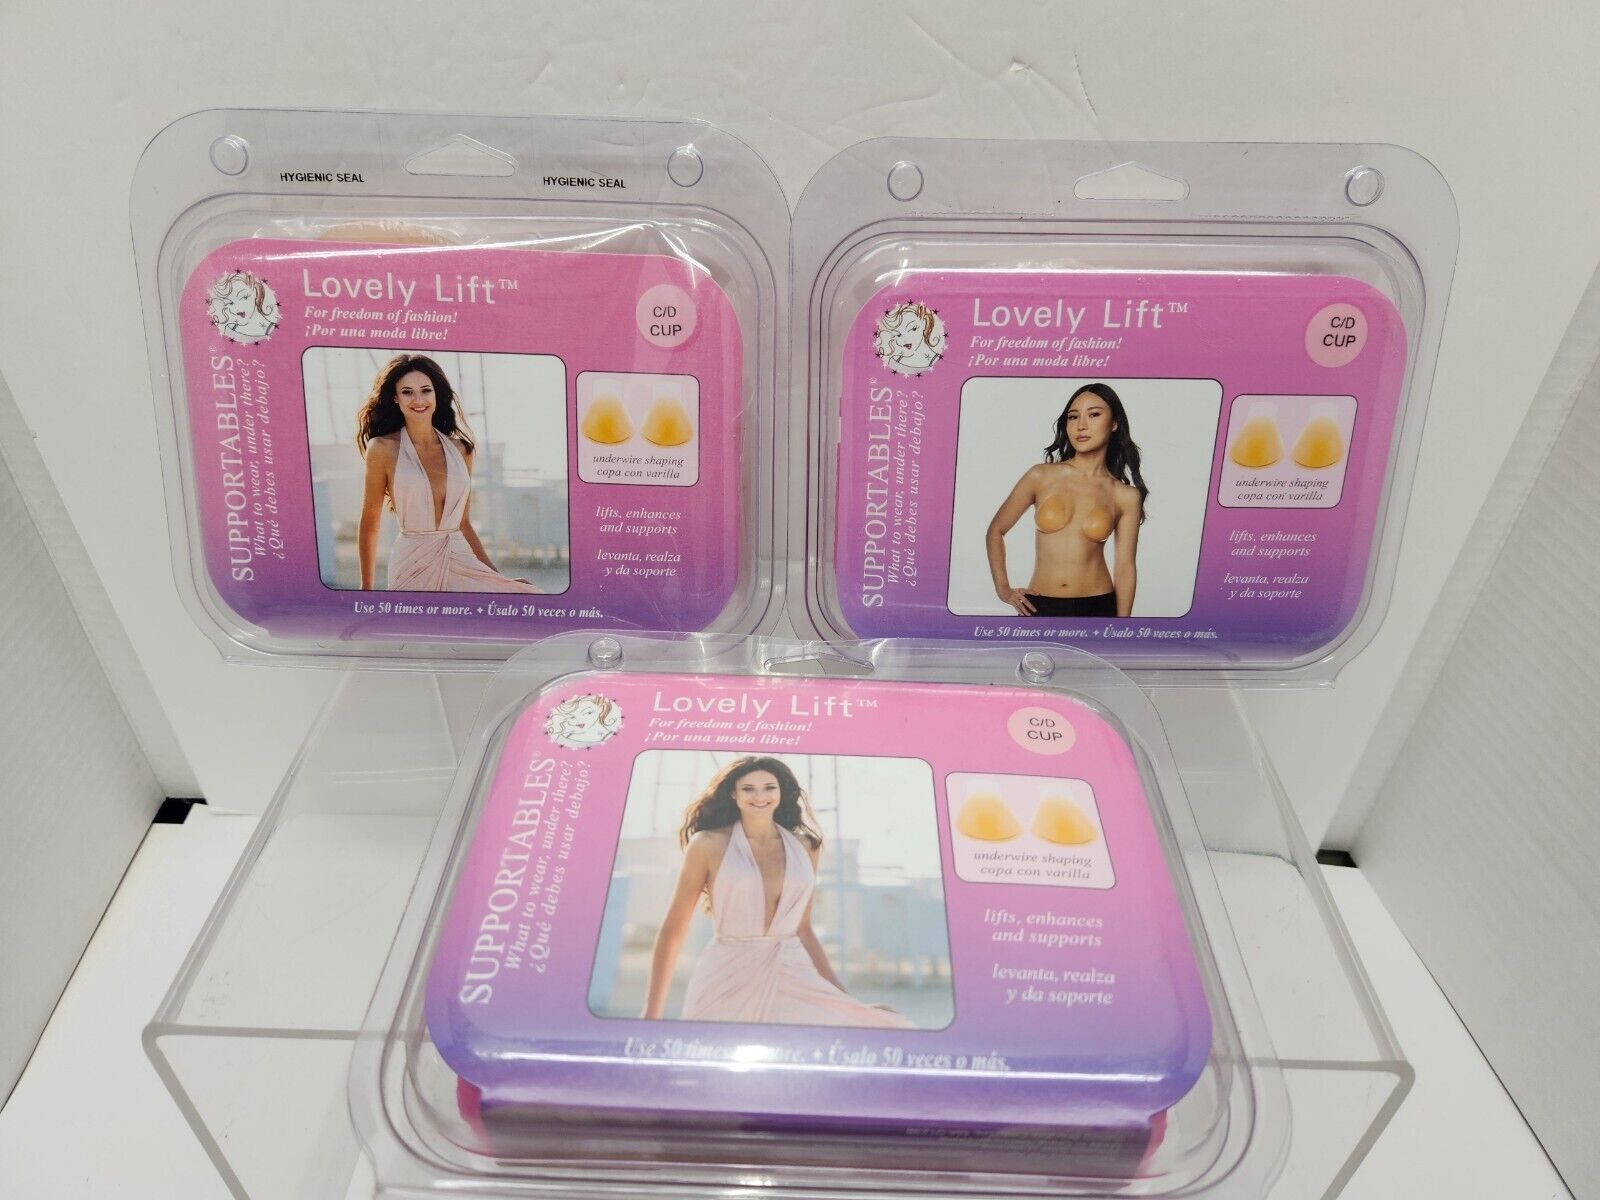 HYGIENIC SEAL
HYGIENIC SEAL
Lovely Lift™
For freedom of fashion!
¡Por una moda libre!
C/D
CUP
SUPPORTABLES®
What to wear, under there?
¿Qué debes usar debajo?
underwire shaping
copa con varilla
lifts, enhances
and supports
levanta, realza
y da soporte
Use 50 times or more. ✦ Úsalo 50 veces o más.
Lovely Lift™
For freedom of fashion!
¡Por una moda libre!
C/D
CUP
SUPPORTABLES®
What to wear, under there?
¿Qué debes usar debajo?
underwire shaping
copa con varilla
lifts, enhances
and supports
levanta, realza
y da soporte
Use 50 times or more. ✦ Úsalo 50 veces o más.
Lovely Lift™
For freedom of fashion!
¡Por una moda libre!
C/D
CUP
SUPPORTABLES®
What to wear, under there?
¿Qué debes usar debajo?
underwire shaping
copa con varilla
lifts, enhances
and supports
levanta, realza
y da soporte
Use 50 times or more. ✦ Úsalo 50 veces o más.